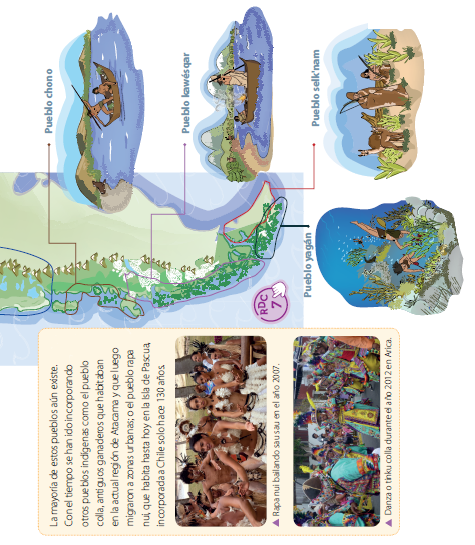 Pueblo chono
Pueblo kawésqar
Pueblo selk'nam
Pueblo yagán
RDC
7
La mayoría de estos pueblos aún existe.
Con el tiempo se han ido incorporando
otros pueblos indígenas como el pueblo
colla, antiguos ganaderos que habitaban
en la actual región de Atacama y que luego
migraron a zonas urbanas; o el pueblo rapa
nui, que habita hasta hoy en la Isla de Pascua,
incorporada a Chile solo hace 130 años.
Rapa nui bailando sau sau en el año 2007.
Danza o tinku colla durante el año 2012 en Arica.